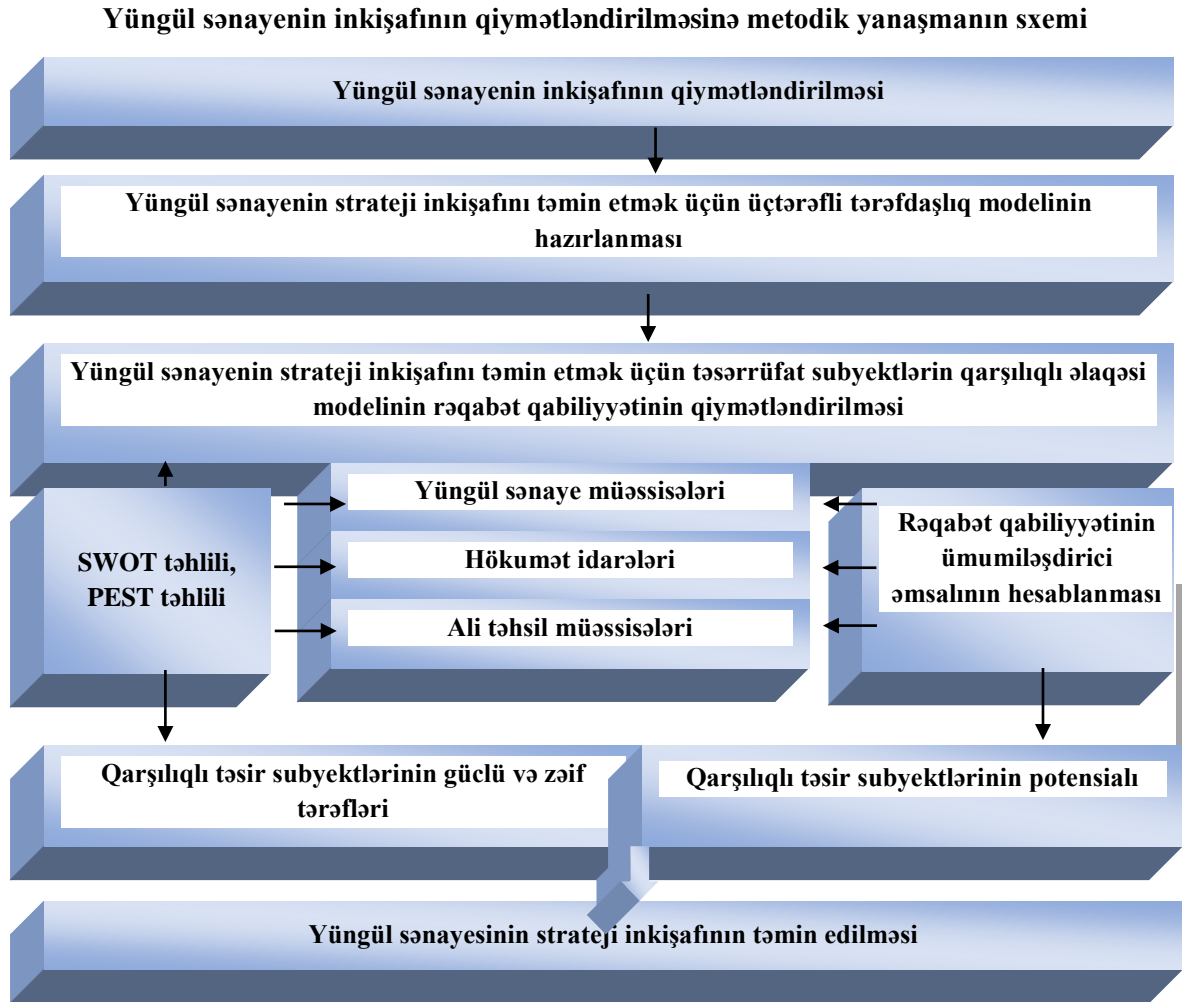 Yüngül sənayenin inkişafının qiymətləndirilməsinə metodik yanaşmanın sxemi
Yüngül sənayenin inkişafının qiymətləndirilməsi
Yüngül sənayenin strateji inkişafını təmin etmək üçün üçtərəfli tərəfdaşlıq modelinin
hazırlanması
Yüngül sənayenin strateji inkişafını təmin etmək üçün təsərrüfat subyektlərin qarşılıqlı əlaqəsi
modelinin rəqabət qabiliyyətinin qiymətləndirilməsi
SWOT təhlili,
PEST təhlili
Yüngül sənaye müəssisələri
Hökumət idarələri
Ali təhsil müəssisələri
Rəqabət qabiliyyətinin
ümumiləşdirici
əmsalının hesablanması
Qarşılıqlı təsir subyektlərinin güclü və zəif
tərəfləri
Qarşılıqlı təsir subyektlərinin potensialı
Yüngül sənayesinin strateji inkişafının təmin edilməsi